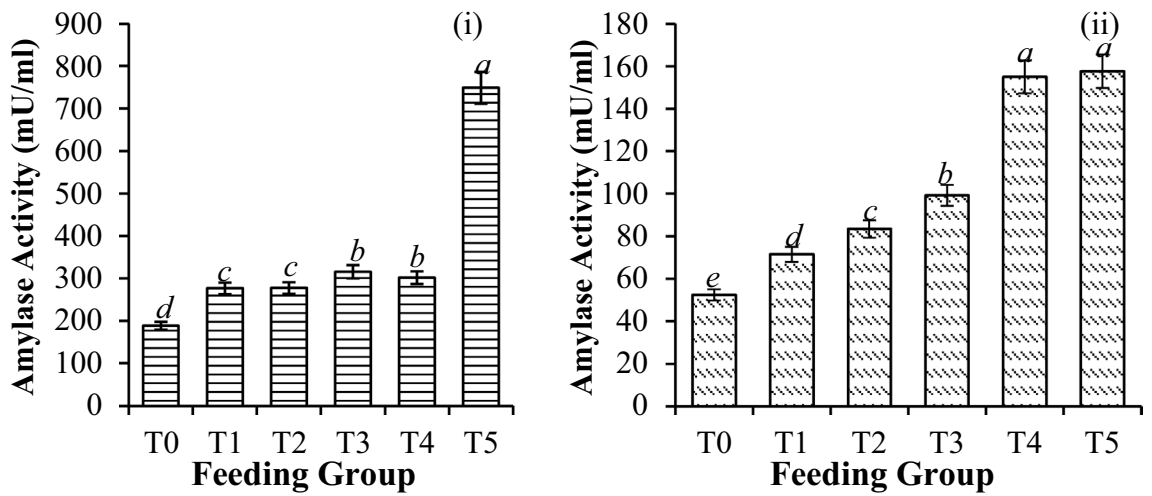 (i)
Amylase Activity (mU/ml)
900
800
700
600
500
400
300
200
100
0
d
c
c
b
b
a
T0 T1 T2 T3 T4 T5
Feeding Group
(ii)
Amylase Activity (mU/ml)
180
160
140
120
100
80
60
40
20
0
e
d
c
b
a
a
T0 T1 T2 T3 T4 T5
Feeding Group